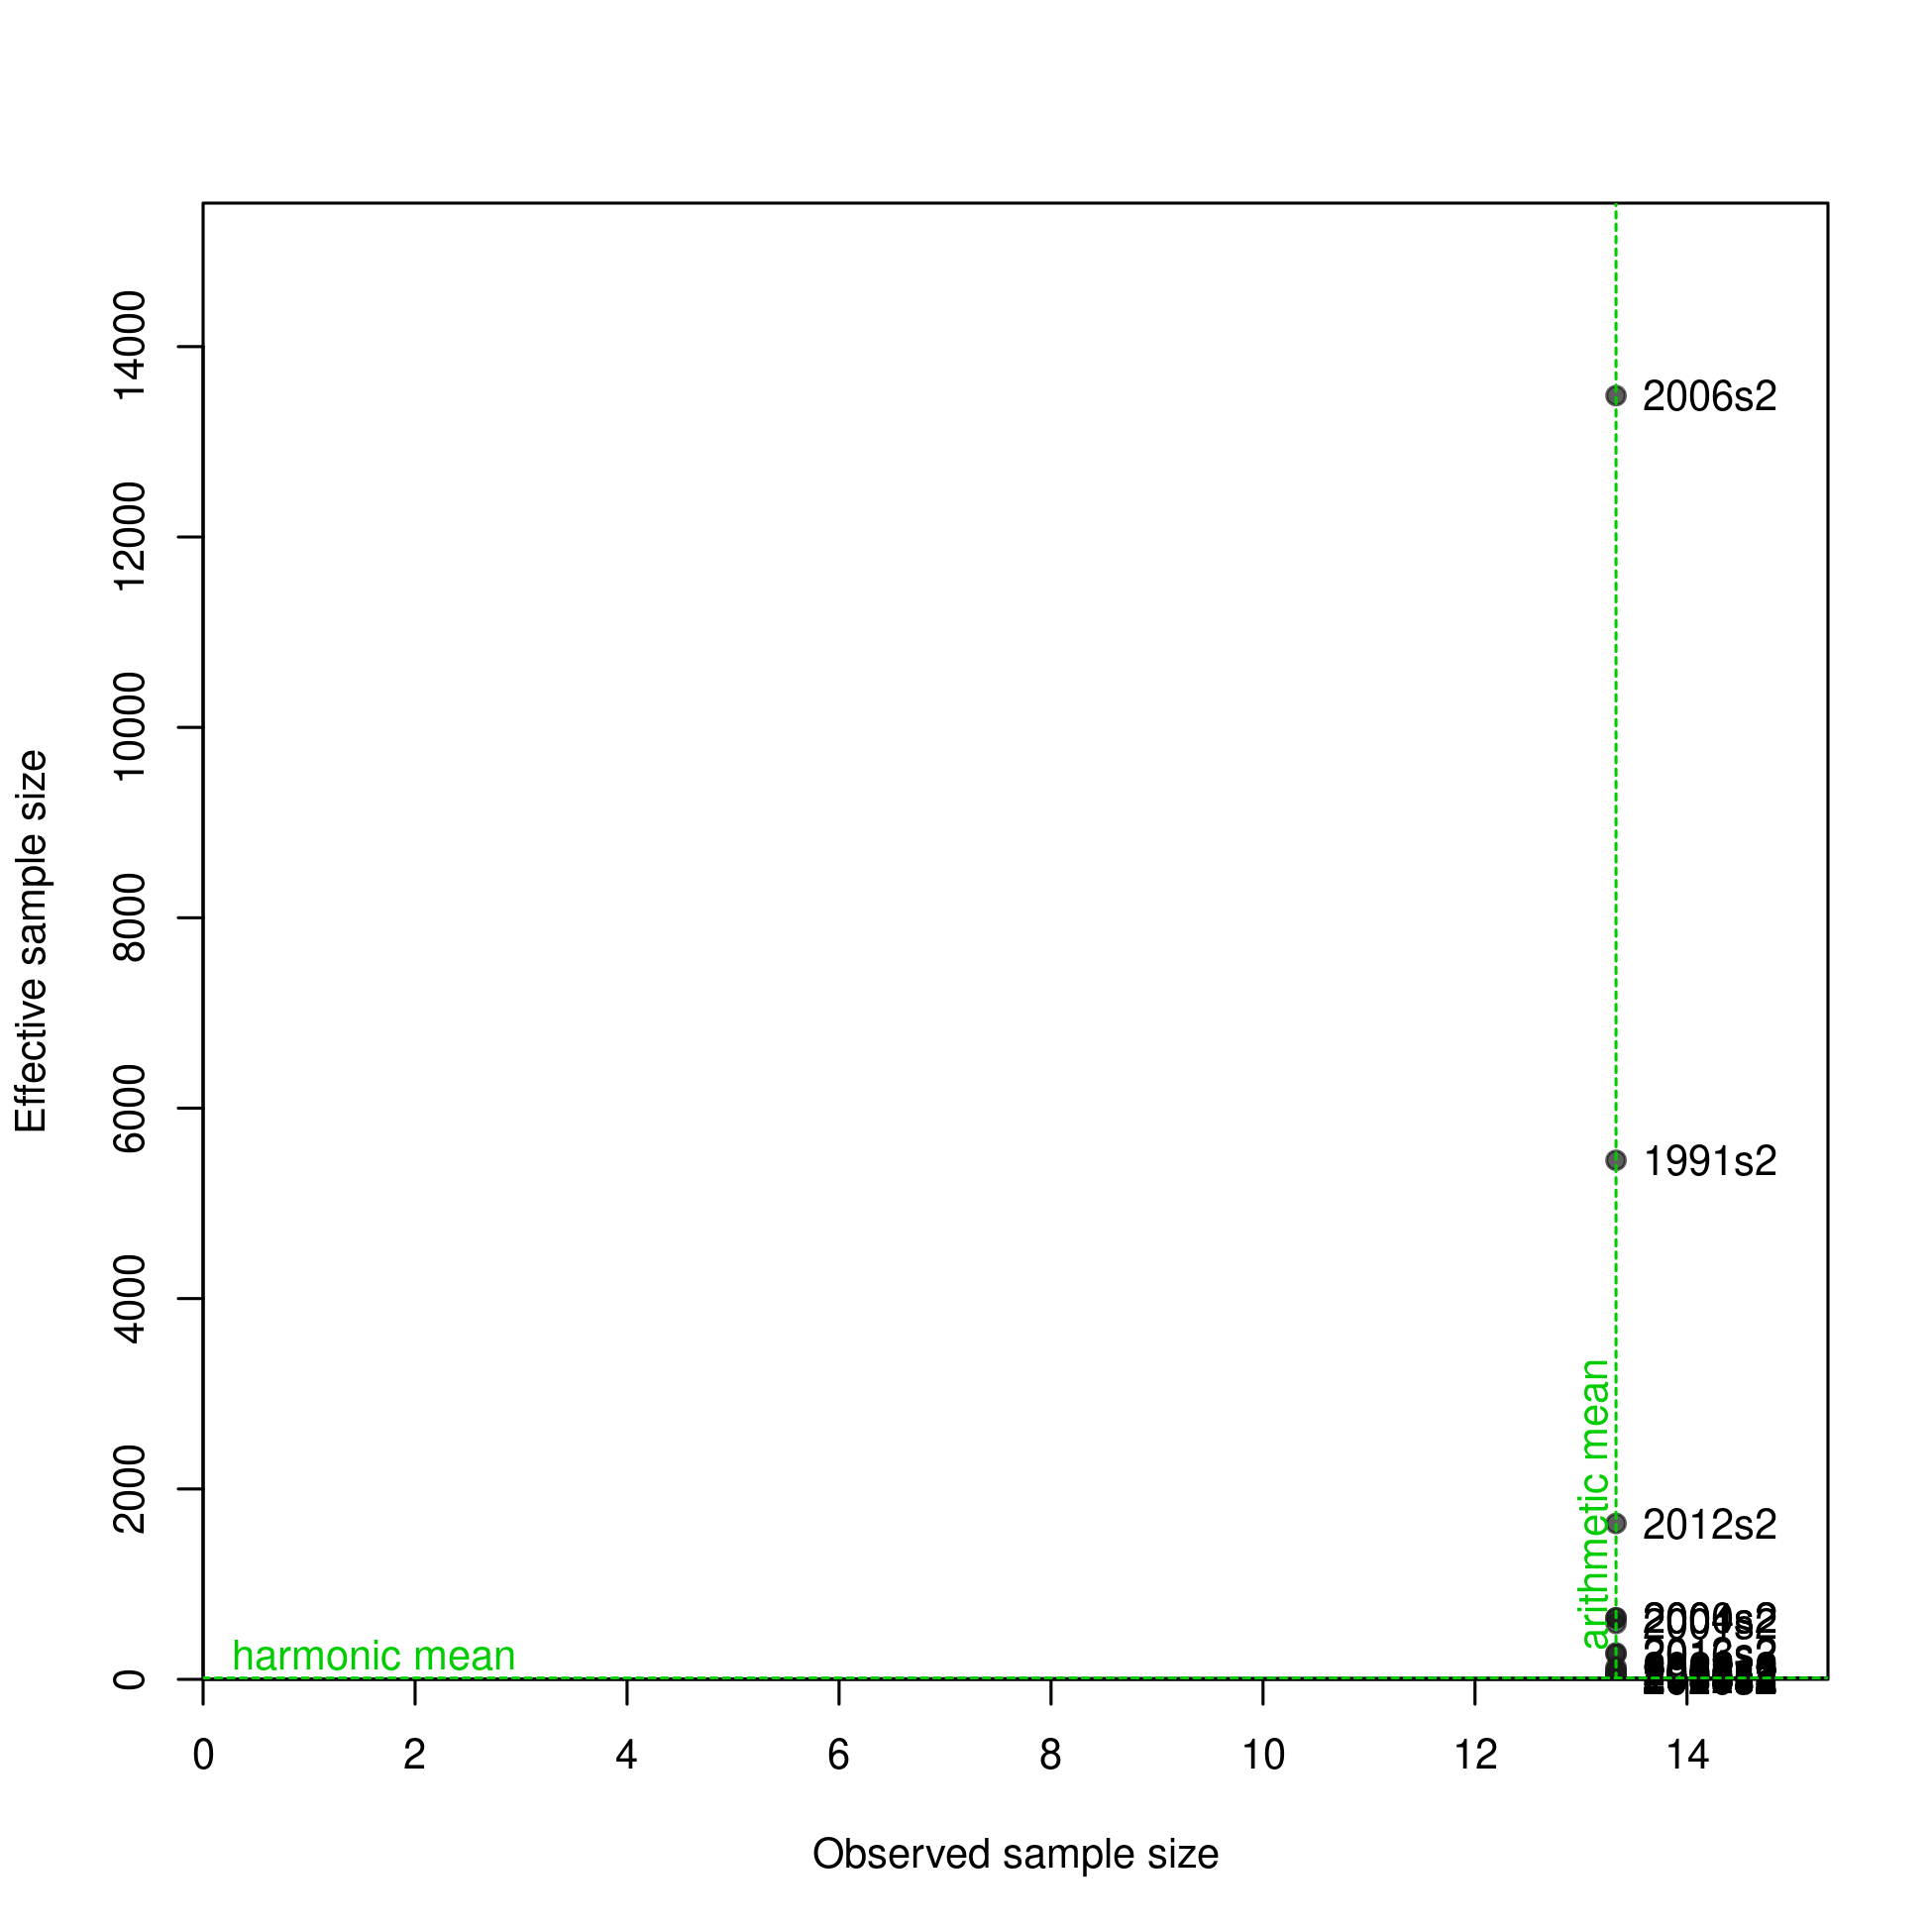 14000
12000
10000
8000
6000
4000
2000
0
Effective sample size
2006s2
1991s2
2012s2
arithmetic mean
harmonic mean
0 2 4 6 8 10 12 14
Observed sample size